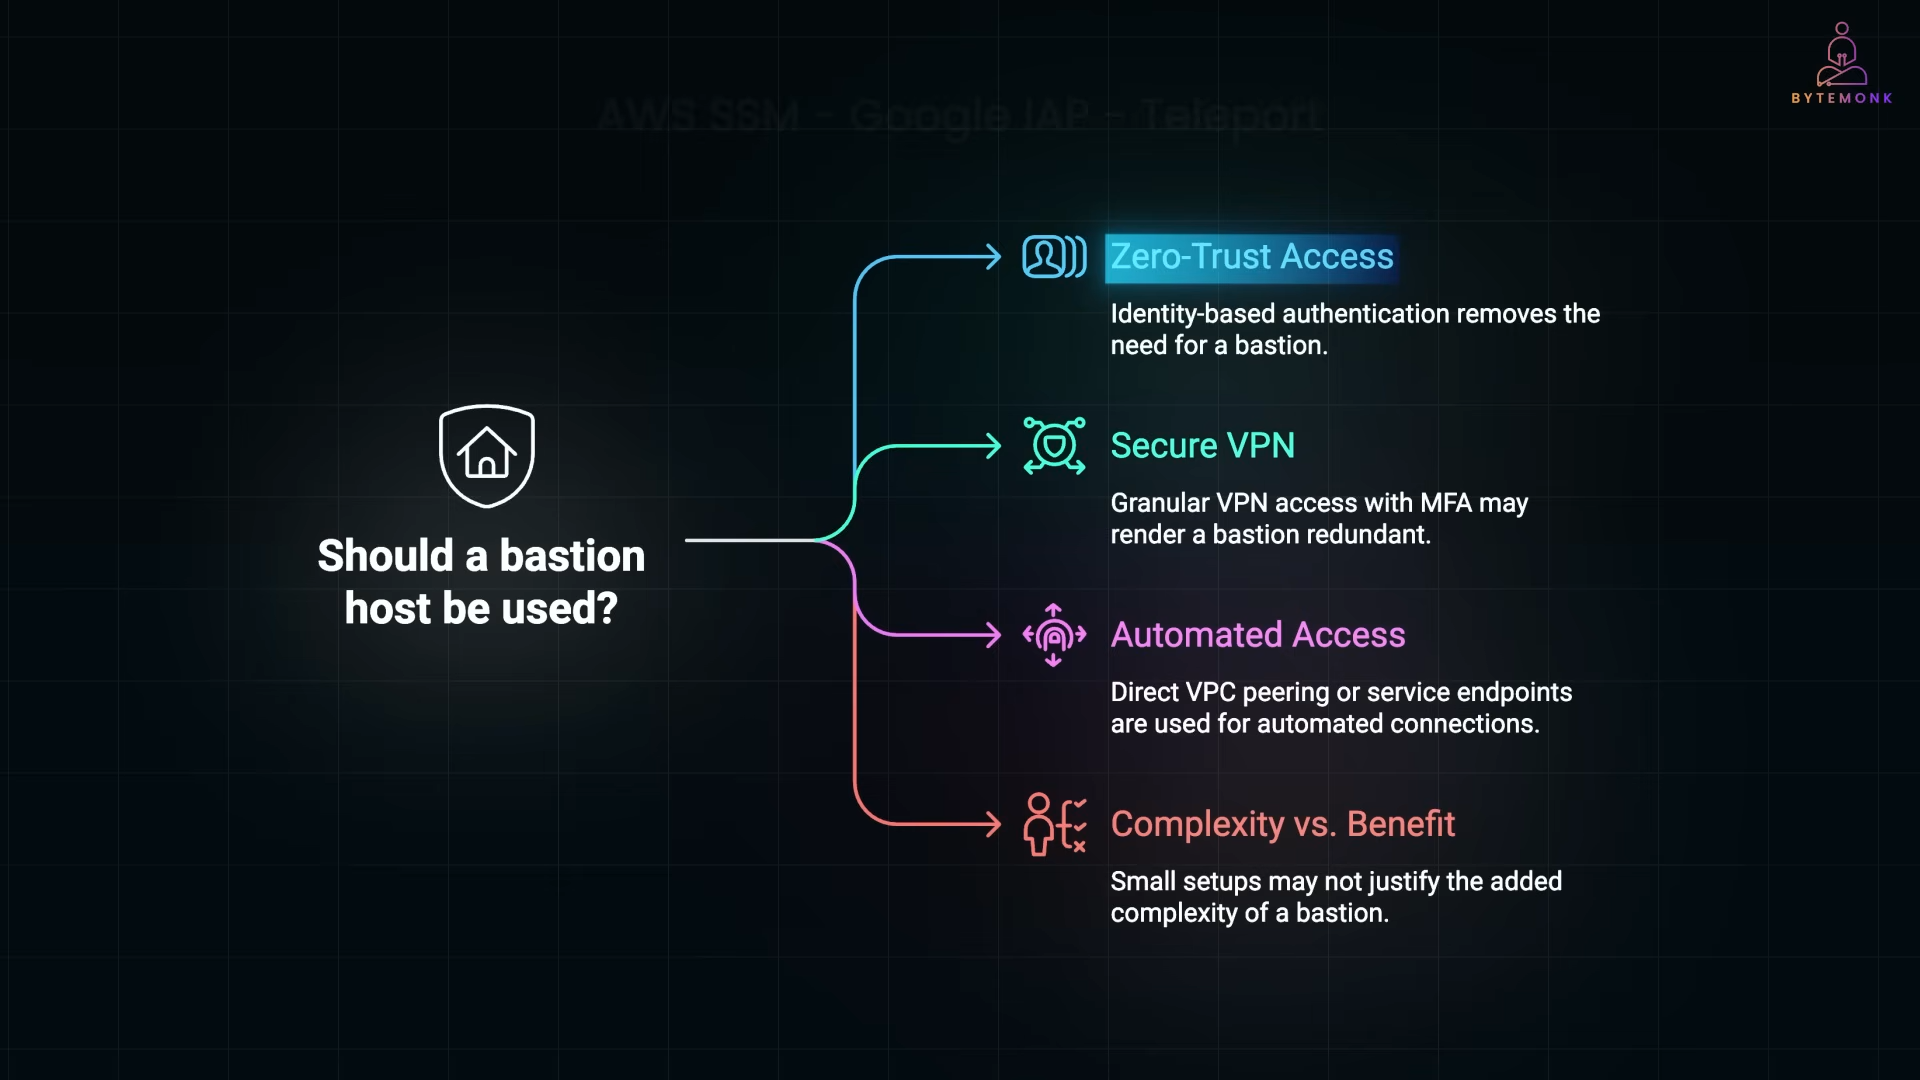 BYTEMONK
AWS SSM - Google IAP - Teleport
Zero-Trust Access
Identity-based authentication removes the
need for a bastion.
Secure VPN
Granular VPN access with MFA may
render a bastion redundant.
Should a bastion
host be used?
Automated Access
Direct VPC peering or service endpoints
are used for automated connections.
Complexity vs. Benefit
Small setups may not justify the added
complexity of a bastion.